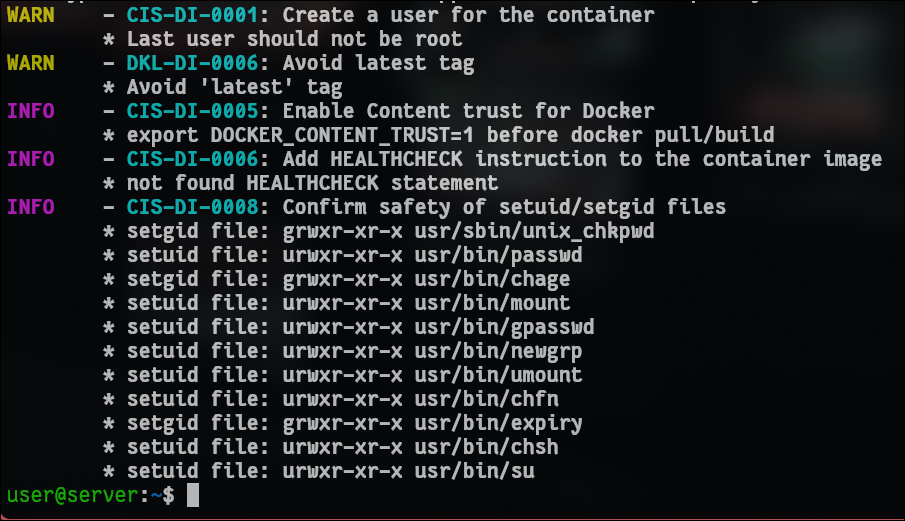 WARN - CIS-DI-0001: Create a user for the container
* Last user should not be root
WARN - DKL-DI-0006: Avoid latest tag
* Avoid 'latest' tag
INFO - CIS-DI-0005: Enable Content trust for Docker
* export DOCKER_CONTENT_TRUST=1 before docker pull/build
INFO - CIS-DI-0006: Add HEALTHCHECK instruction to the container image
* not found HEALTHCHECK statement
INFO - CIS-DI-0008: Confirm safety of setuid/setgid files
* setgid file: grwxr-xr-x usr/sbin/unix_chkpwd
* setuid file: urwxr-xr-x usr/bin/passwd
* setgid file: grwxr-xr-x usr/bin/chage
* setuid file: urwxr-xr-x usr/bin/mount
* setuid file: urwxr-xr-x usr/bin/gpasswd
* setuid file: urwxr-xr-x usr/bin/newgrp
* setuid file: urwxr-xr-x usr/bin/umount
* setuid file: urwxr-xr-x usr/bin/chfn
* setgid file: grwxr-xr-x usr/bin/expiry
* setuid file: urwxr-xr-x usr/bin/chsh
* setuid file: urwxr-xr-x usr/bin/su
user@server:~$